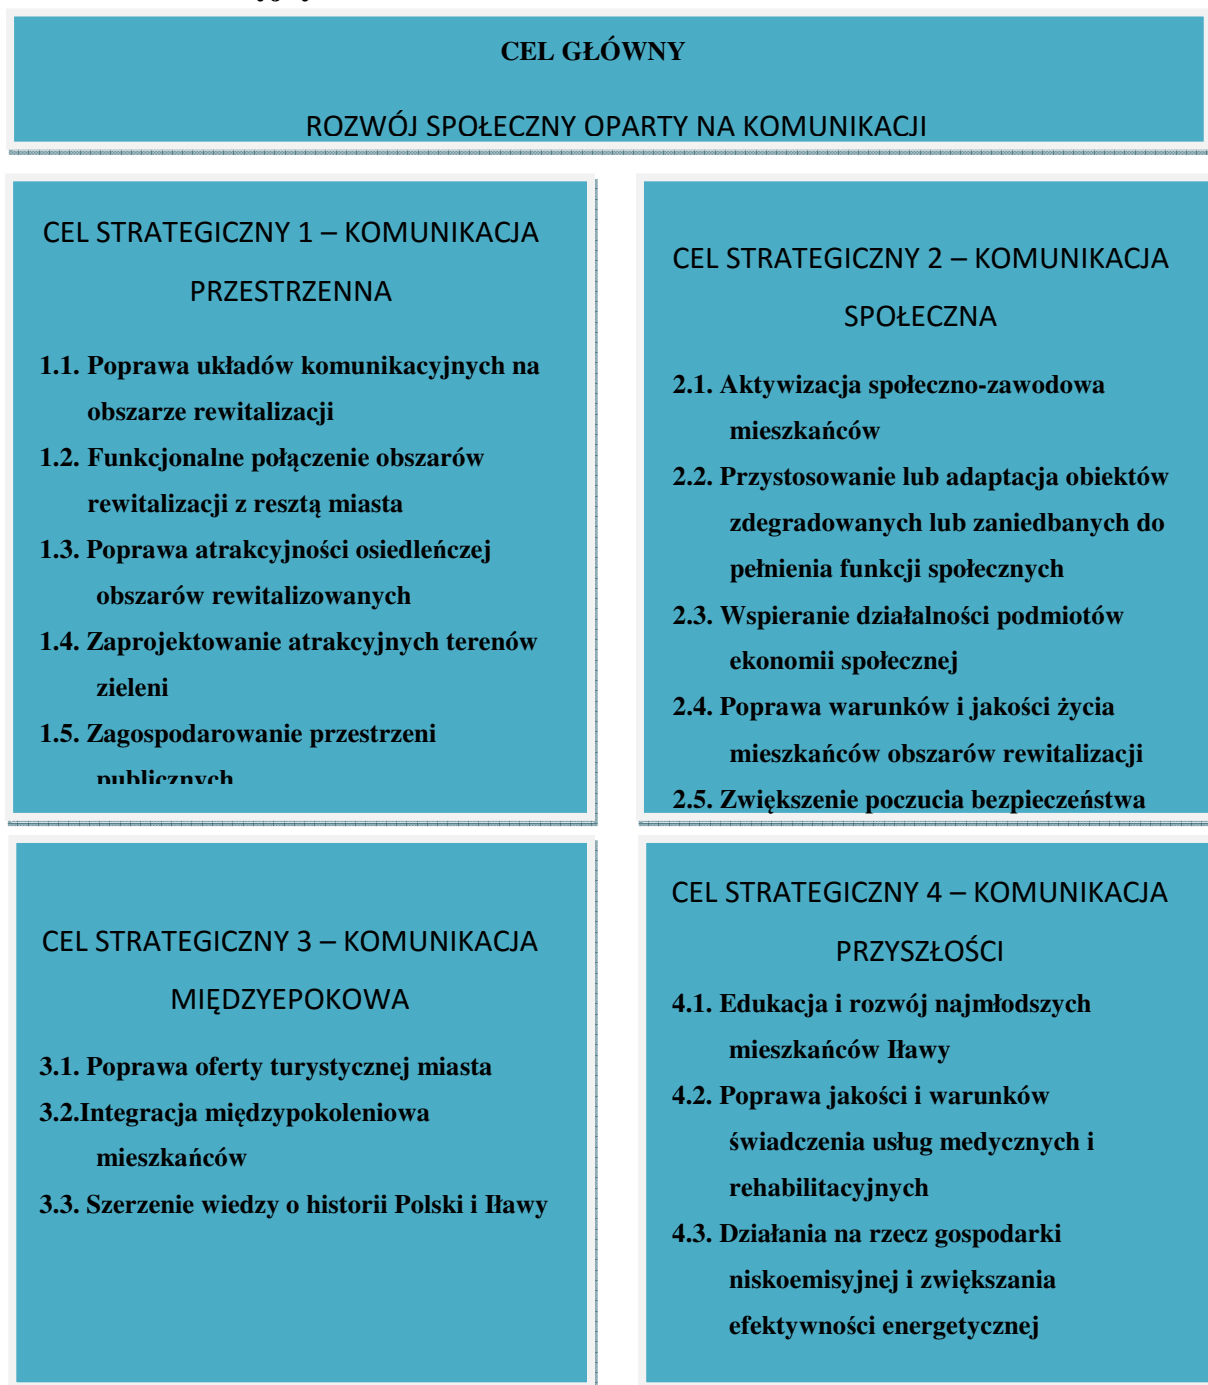 CEL GŁÓWNY
ROZWÓJ SPOŁECZNY OPARTY NA KOMUNIKACJI
CEL STRATEGICZNY 1 – KOMUNIKACJA
PRZESTRZENNA
1.1. Poprawa układów komunikacyjnych na
obszarze rewitalizacji
1.2. Funkcjonalne połączenie obszarów
rewitalizacji z resztą miasta
1.3. Poprawa atrakcyjności osiedleńczej
obszarów rewitalizowanych
1.4. Zaprojektowanie atrakcyjnych terenów
zieleni
1.5. Zagospodarowanie przestrzeni
publicznych
CEL STRATEGICZNY 2 – KOMUNIKACJA
SPOŁECZNA
2.1. Aktywizacja społeczno-zawodowa
mieszkańców
2.2. Przystosowanie lub adaptacja obiektów
zdegradowanych lub zaniedbanych do
pełnienia funkcji społecznych
2.3. Wspieranie działalności podmiotów
ekonomii społecznej
2.4. Poprawa warunków i jakości życia
mieszkańców obszarów rewitalizacji
2.5. Zwiększenie poczucia bezpieczeństwa
CEL STRATEGICZNY 3 – KOMUNIKACJA
MIĘDZYEPOKOWA
3.1. Poprawa oferty turystycznej miasta
3.2.Integracja międzypokoleniowa
mieszkańców
3.3. Szerzenie wiedzy o historii Polski i Iławy
CEL STRATEGICZNY 4 – KOMUNIKACJA
PRZYSZŁOŚCI
4.1. Edukacja i rozwój najmłodszych
mieszkańców Iławy
4.2. Poprawa jakości i warunków
świadczenia usług medycznych i
rehabilitacyjnych
4.3. Działania na rzecz gospodarki
niskoemisyjnej i zwiększania
efektywności energetycznej